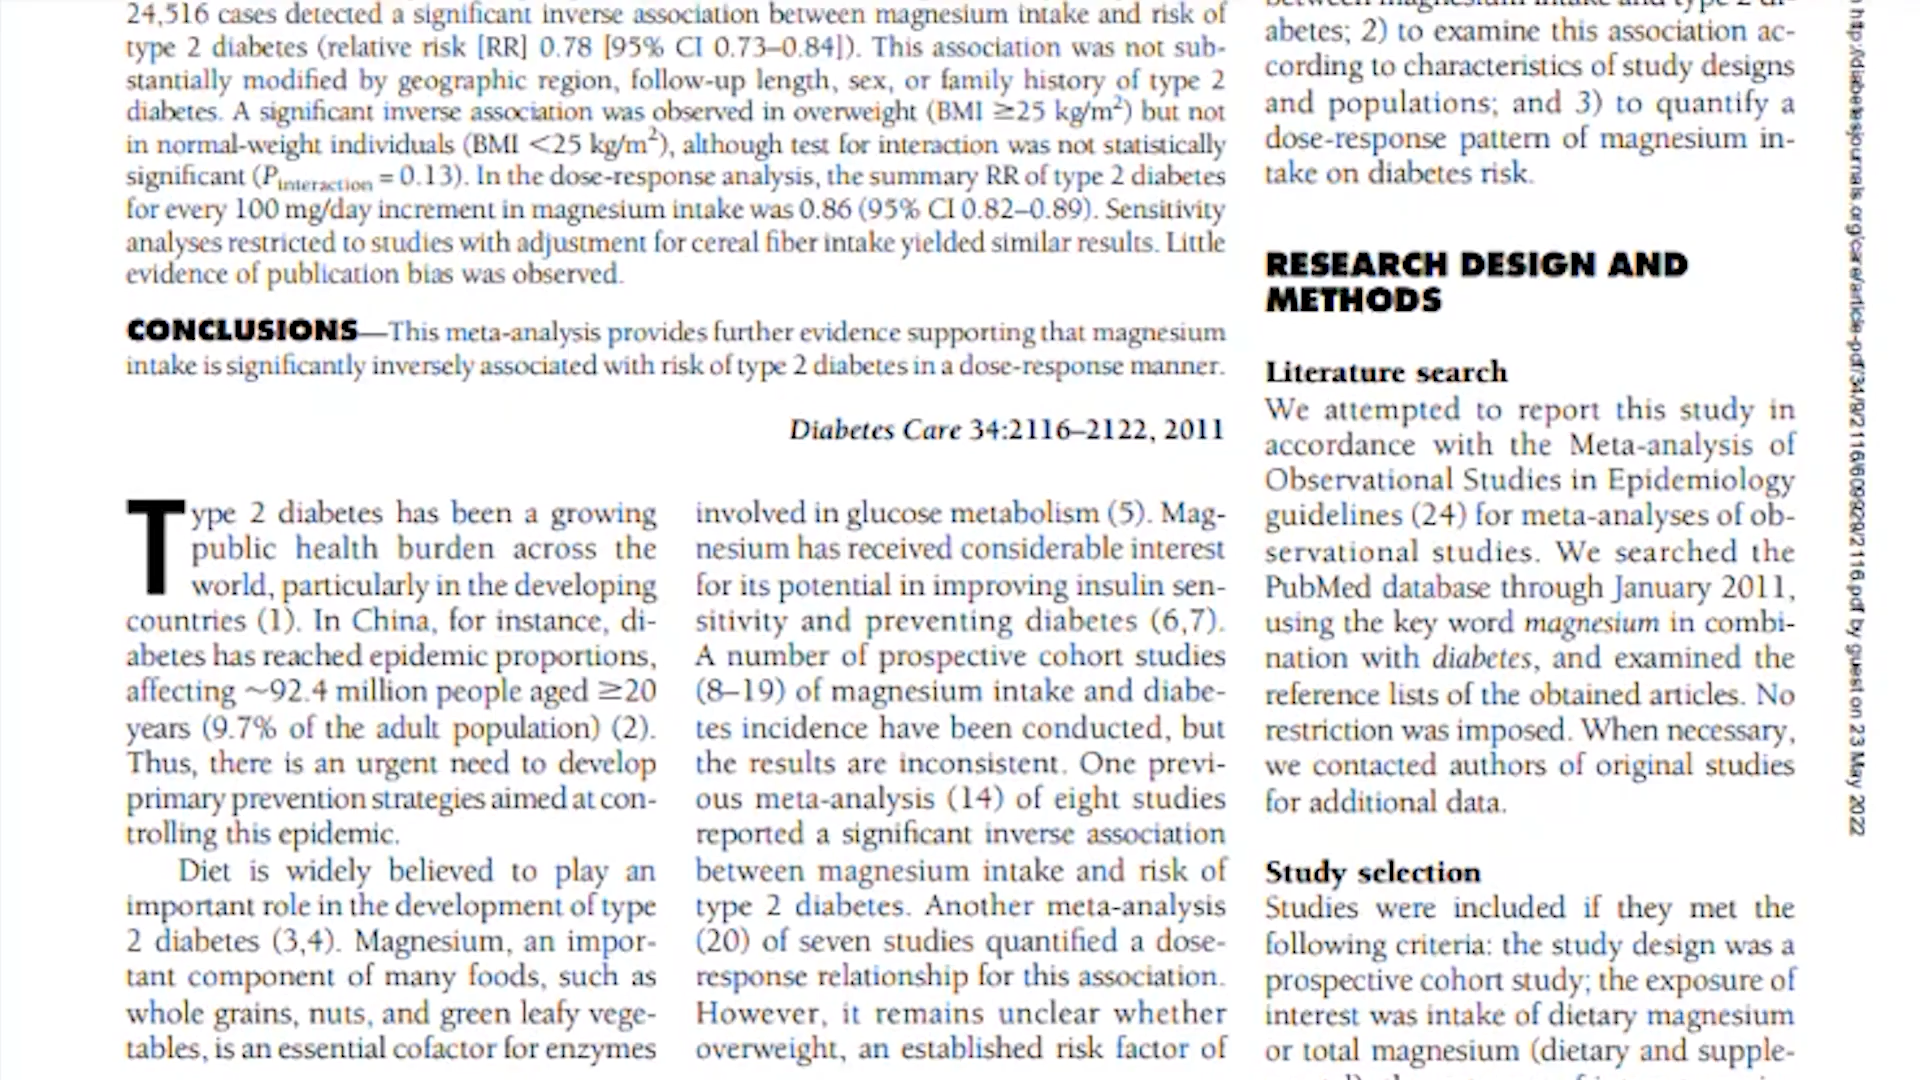 24,516 cases detected a significant inverse association between magnesium intake and risk of
type 2 diabetes (relative risk [RR] 0.78 [95% CI 0.73–0.84]). This association was not sub-
stantially modified by geographic region, follow-up length, sex, or family history of type 2
diabetes. A significant inverse association was observed in overweight (BMI ≥25 kg/m²) but not
in normal-weight individuals (BMI <25 kg/m²), although test for interaction was not statistically
significant (Pinteraction = 0.13). In the dose-response analysis, the summary RR of type 2 diabetes
for every 100 mg/day increment in magnesium intake was 0.86 (95% CI 0.82–0.89). Sensitivity
analyses restricted to studies with adjustment for cereal fiber intake yielded similar results. Little
evidence of publication bias was observed.
CONCLUSIONS—This meta-analysis provides further evidence supporting that magnesium
intake is significantly inversely associated with risk of type 2 diabetes in a dose-response manner.
Diabetes Care 34:2116–2122, 2011
Type 2 diabetes has been a growing
public health burden across the
world, particularly in the developing
countries (1). In China, for instance, di-
abetes has reached epidemic proportions,
affecting ~92.4 million people aged ≥20
years (9.7% of the adult population) (2).
Thus, there is an urgent need to develop
primary prevention strategies aimed at con-
trolling this epidemic.
Diet is widely believed to play an
important role in the development of type
2 diabetes (3,4). Magnesium, an impor-
tant component of many foods, such as
whole grains, nuts, and green leafy vege-
tables, is an essential cofactor for enzymes
involved in glucose metabolism (5). Mag-
nesium has received considerable interest
for its potential in improving insulin sen-
sitivity and preventing diabetes (6,7).
A number of prospective cohort studies
(8–19) of magnesium intake and diabe-
tes incidence have been conducted, but
the results are inconsistent. One previ-
ous meta-analysis (14) of eight studies
reported a significant inverse association
between magnesium intake and risk of
type 2 diabetes. Another meta-analysis
(20) of seven studies quantified a dose-
response relationship for this association.
However, it remains unclear whether
overweight, an established risk factor of
between magnesium intake and type 2 di-
abetes; 2) to examine this association ac-
cording to characteristics of study designs
and populations; and 3) to quantify a
dose-response pattern of magnesium in-
take on diabetes risk.
RESEARCH DESIGN AND
METHODS
Literature search
We attempted to report this study in
accordance with the Meta-analysis of
Observational Studies in Epidemiology
guidelines (24) for meta-analyses of ob-
servational studies. We searched the
PubMed database through January 2011,
using the key word magnesium in combi-
nation with diabetes, and examined the
reference lists of the obtained articles. No
restriction was imposed. When necessary,
we contacted authors of original studies
for additional data.
Study selection
Studies were included if they met the
following criteria: the study design was a
prospective cohort study; the exposure of
interest was intake of dietary magnesium
or total magnesium (dietary and supple-
by guest on 23 May 2022